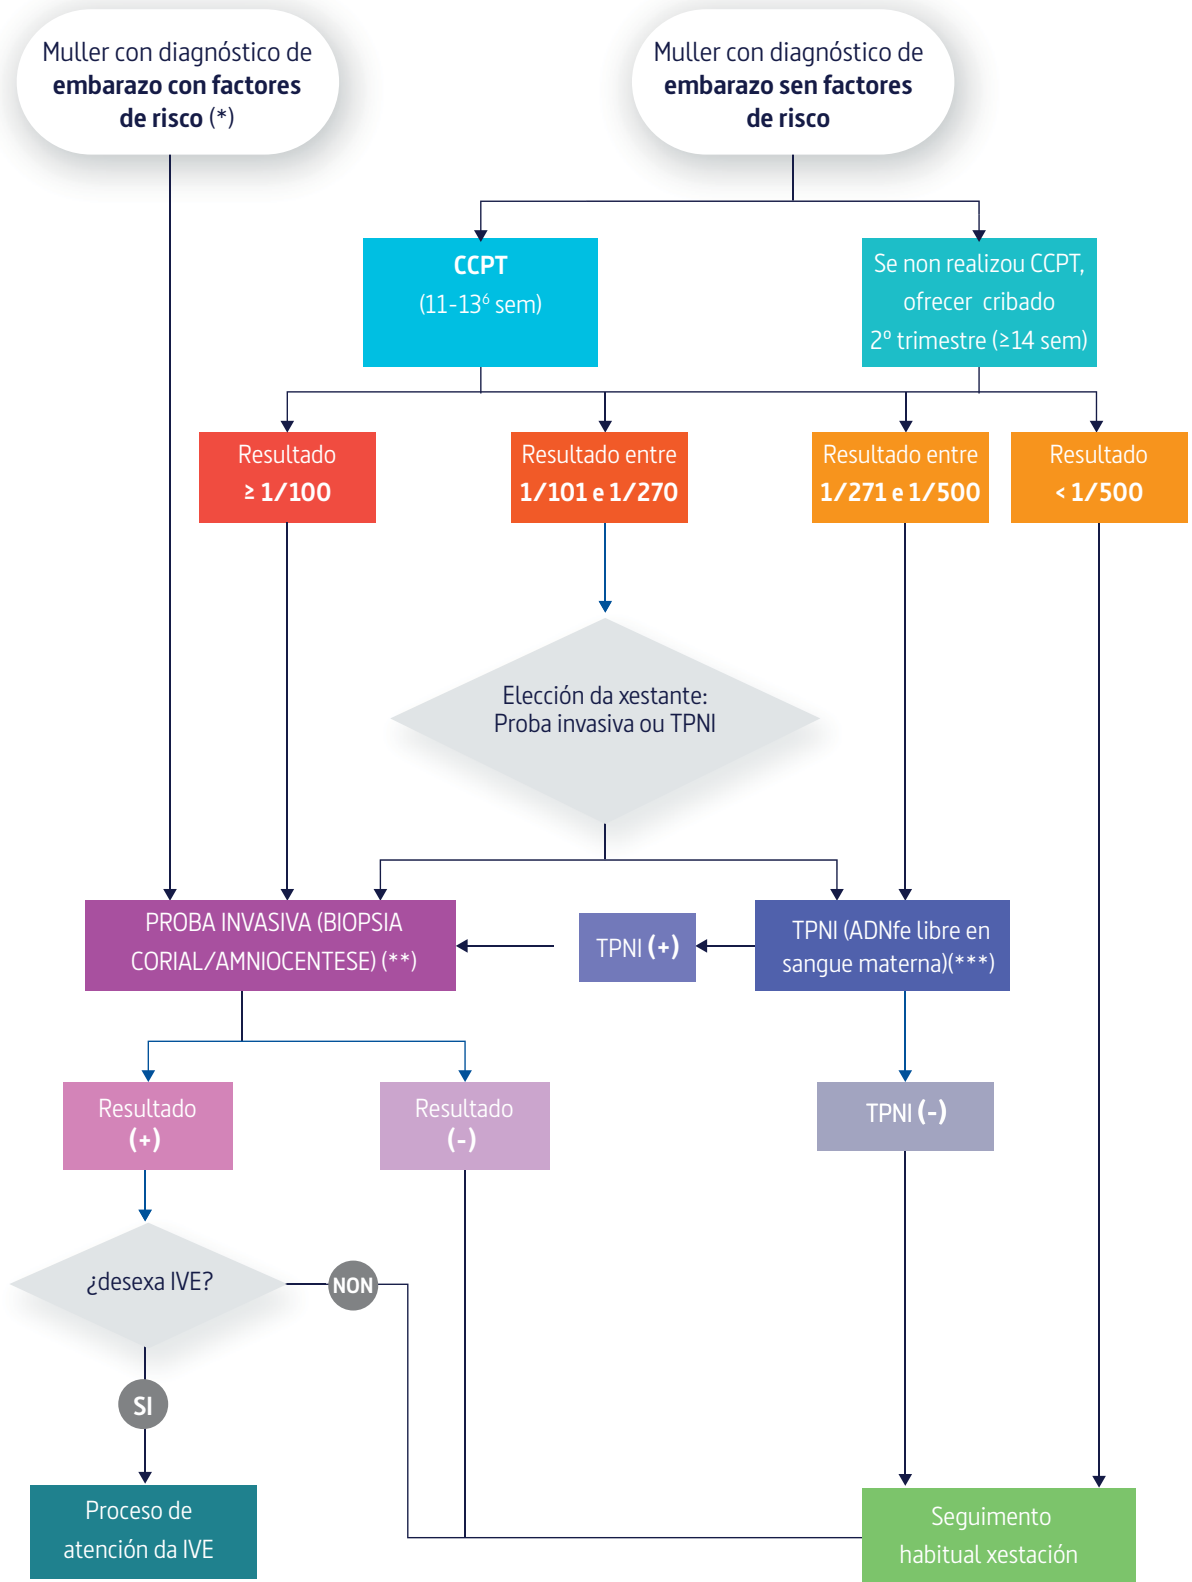 Muller con diagnóstico de
embarazo con factores
de risco (*)
Muller con diagnóstico de
embarazo sen factores
de risco
CCPT
(11-13⁶ sem)
Se non realizou CCPT,
ofrecer cribado
2º trimestre (≥14 sem)
Resultado
≥ 1/100
Resultado entre
1/101 e 1/270
Resultado entre
1/271 e 1/500
Resultado
< 1/500
Elección da xestante:
Proba invasiva ou TPNI
PROBA INVASIVA (BIOPSIA
CORIAL/AMNIOCENTESE) (**)
TPNI (+)
TPNI (ADNfe libre en
sangue materna)(***)
Resultado
(+)
Resultado
(-)
TPNI (-)
¿desexa IVE?
NON
SI
Proceso de
atención da IVE
Seguimento
habitual xestación